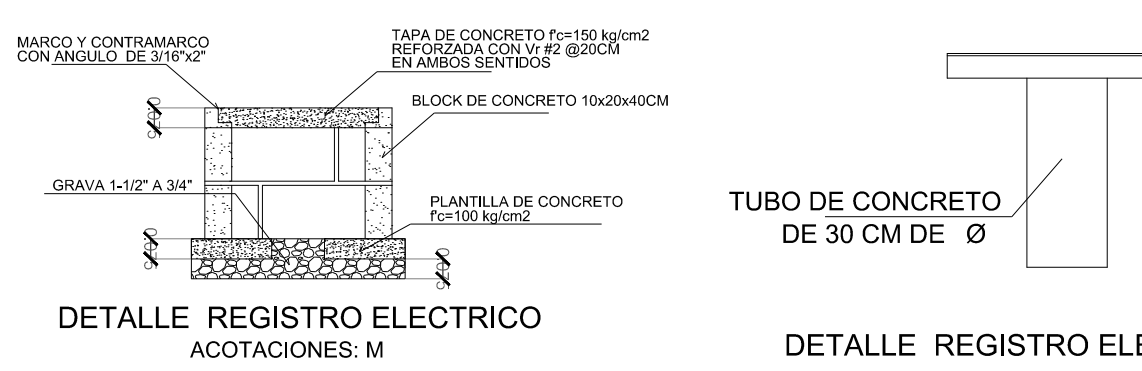 MARCO Y CONTRAMARCO
CON ANGULO DE 3/16"x2"
TAPA DE CONCRETO f'c=150 kg/cm2
REFORZADA CON Vr #2 @20CM
EN AMBOS SENTIDOS
BLOCK DE CONCRETO 10x20x40CM
GRAVA 1-1/2" A 3/4"
PLANTILLA DE CONCRETO
f'c=100 kg/cm2
DETALLE REGISTRO ELECTRICO
ACOTACIONES: M
TUBO DE CONCRETO
DE 30 CM DE Ø
DETALLE REGISTRO ELE